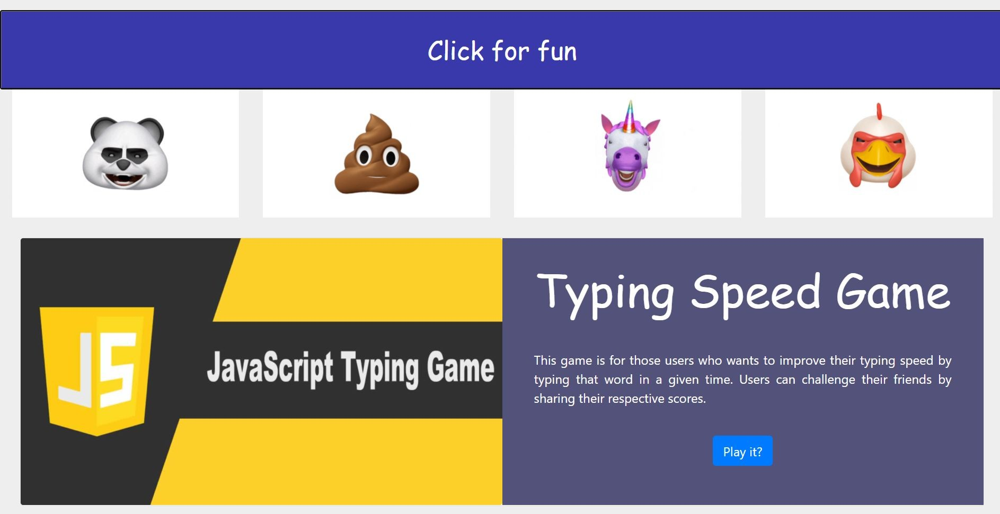 Click for fun
JS
JavaScript Typing Game
Typing Speed Game
This game is for those users who wants to improve their typing speed by
typing that word in a given time. Users can challenge their friends by
sharing their respective scores.
Play it?